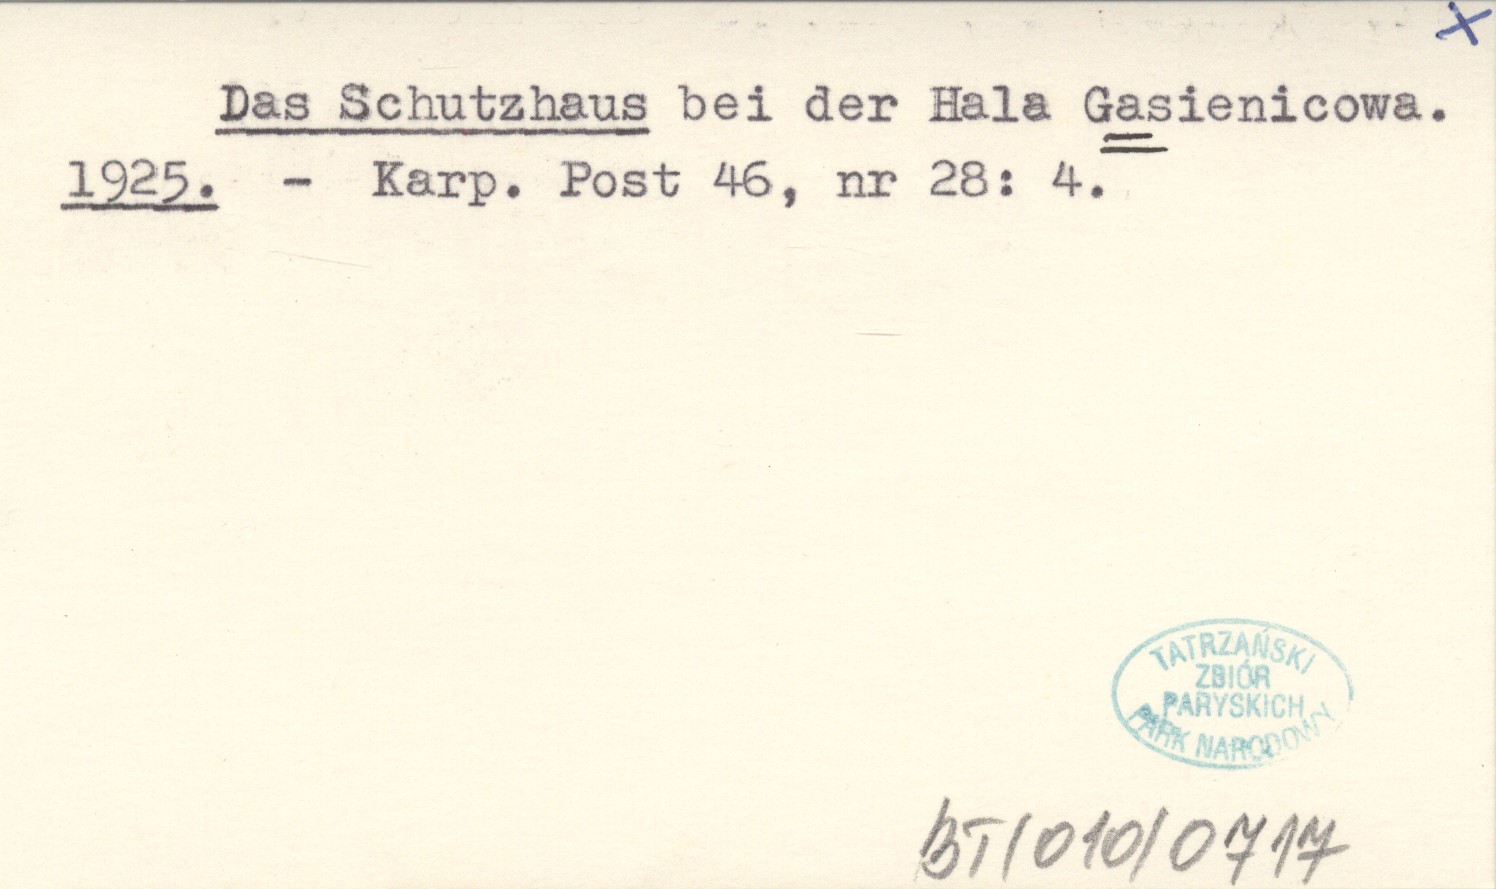 X
Das Schutzhaus bei der Hala Gasienicowa.
1925. - Karp. Post 46, nr 28: 4.
TATRZAŃSKI
ZBIÓR
PARYSKICH
PARK NARODOWY
BT/010/0717